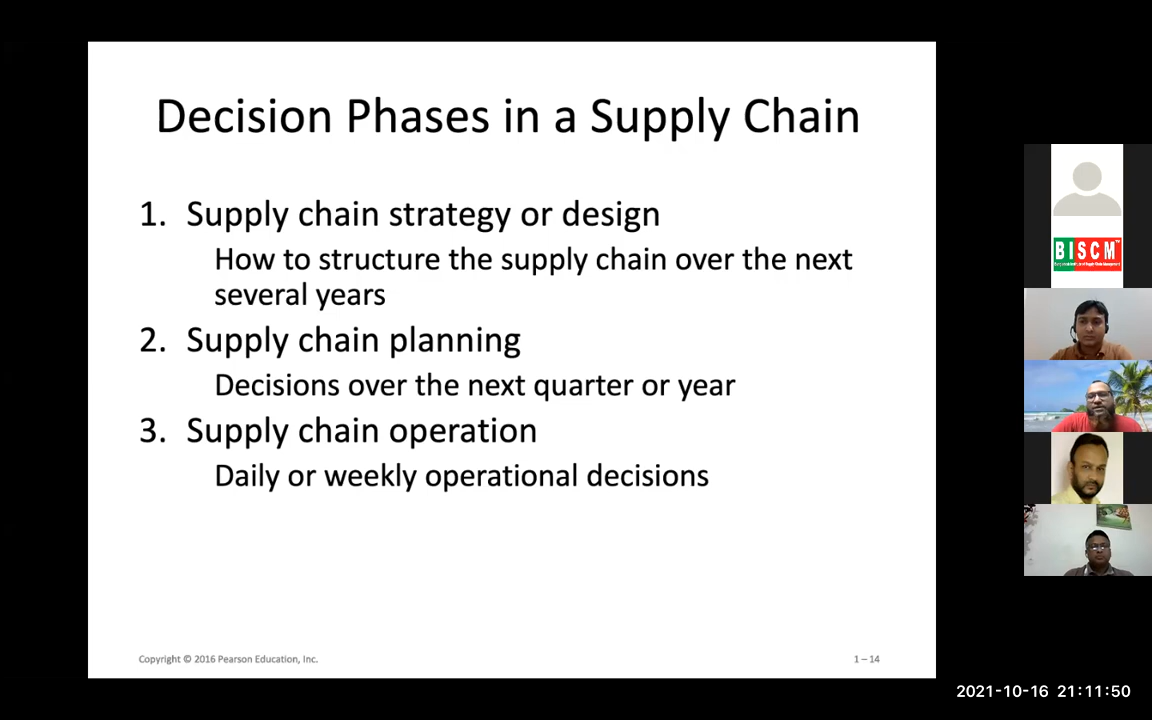 Decision Phases in a Supply Chain
1. Supply chain strategy or design
How to structure the supply chain over the next
several years
2. Supply chain planning
Decisions over the next quarter or year
3. Supply chain operation
Daily or weekly operational decisions
Copyright © 2016 Pearson Education, Inc.
1 – 14
BISCM
2021-10-16 21:11:50